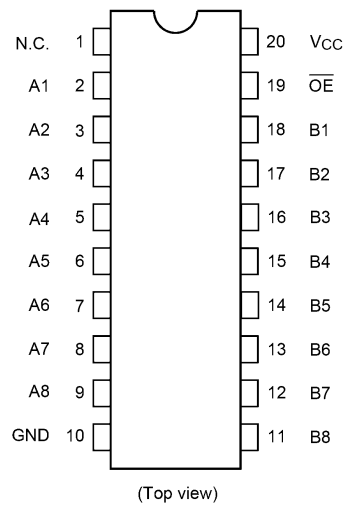 N.C. 1 20 VCC
A1 2 19 O̅E̅
A2 3 18 B1
A3 4 17 B2
A4 5 16 B3
A5 6 15 B4
A6 7 14 B5
A7 8 13 B6
A8 9 12 B7
GND 10 11 B8
(Top view)